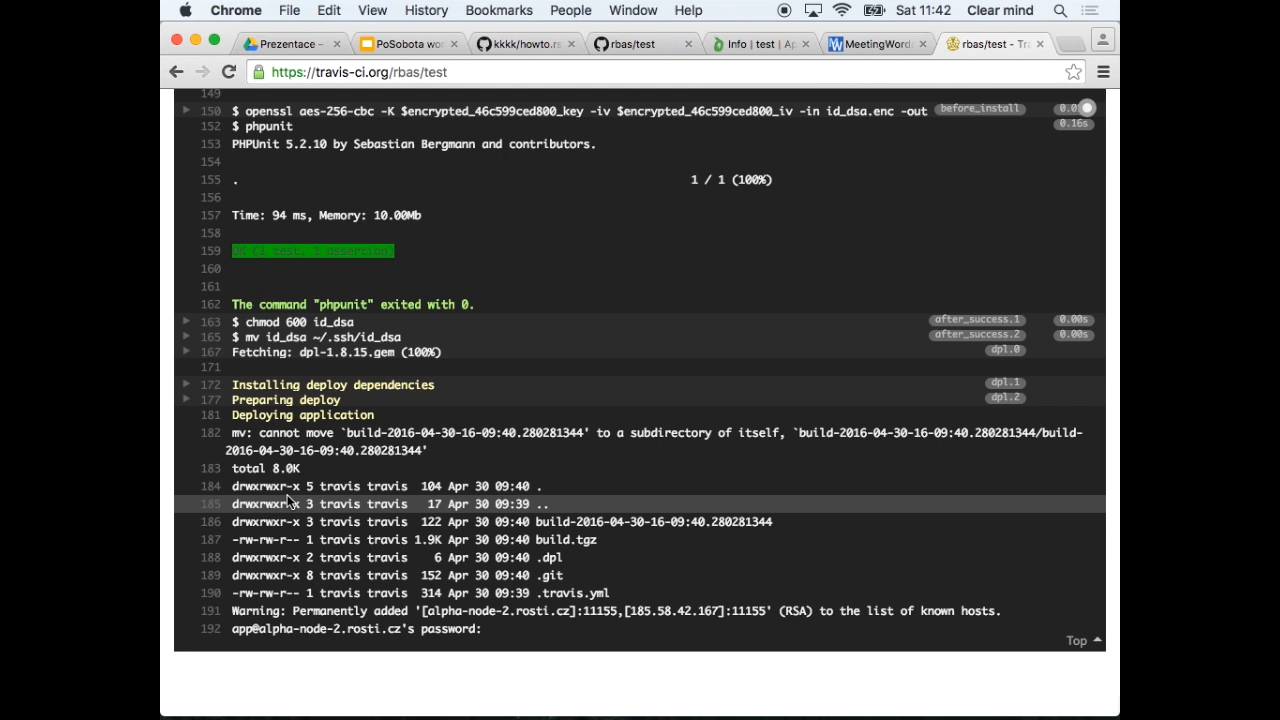 Chrome File Edit View History Bookmarks People Window Help Sat 11:42 Clear mind
Prezentace – PoSobota wo kkkk/howto.rs rbas/test Info | test | A MeetingWord rbas/test - Tr
https://travis-ci.org/rbas/test
149
150 $ openssl aes-256-cbc -K $encrypted_46c599ced800_key -iv $encrypted_46c599ced800_iv -in id_dsa.enc -out before_install
152 $ phpunit 0.16s
153 PHPUnit 5.2.10 by Sebastian Bergmann and contributors.
154
155 . 1 / 1 (100%)
156
157 Time: 94 ms, Memory: 10.00Mb
158
159 OK (1 test, 1 assertion)
160
161
162 The command "phpunit" exited with 0.
163 $ chmod 600 id_dsa after_success.1 0.00s
165 $ mv id_dsa ~/.ssh/id_dsa after_success.2 0.00s
167 Fetching: dpl-1.8.15.gem (100%) dpl.0
171
172 Installing deploy dependencies dpl.1
177 Preparing deploy dpl.2
181 Deploying application
182 mv: cannot move `build-2016-04-30-16-09:40.280281344' to a subdirectory of itself, `build-2016-04-30-16-09:40.280281344/build-
2016-04-30-16-09:40.280281344'
183 total 8.0K
184 drwxrwxr-x 5 travis travis 104 Apr 30 09:40 .
185 drwxrwxr-x 3 travis travis 17 Apr 30 09:39 ..
186 drwxrwxr-x 3 travis travis 122 Apr 30 09:40 build-2016-04-30-16-09:40.280281344
187 -rw-rw-r-- 1 travis travis 1.9K Apr 30 09:40 build.tgz
188 drwxrwxr-x 2 travis travis 6 Apr 30 09:40 .dpl
189 drwxrwxr-x 8 travis travis 152 Apr 30 09:40 .git
190 -rw-rw-r-- 1 travis travis 314 Apr 30 09:39 .travis.yml
191 Warning: Permanently added '[alpha-node-2.rosti.cz]:11155,[185.58.42.167]:11155' (RSA) to the list of known hosts.
192 app@alpha-node-2.rosti.cz's password:
Top